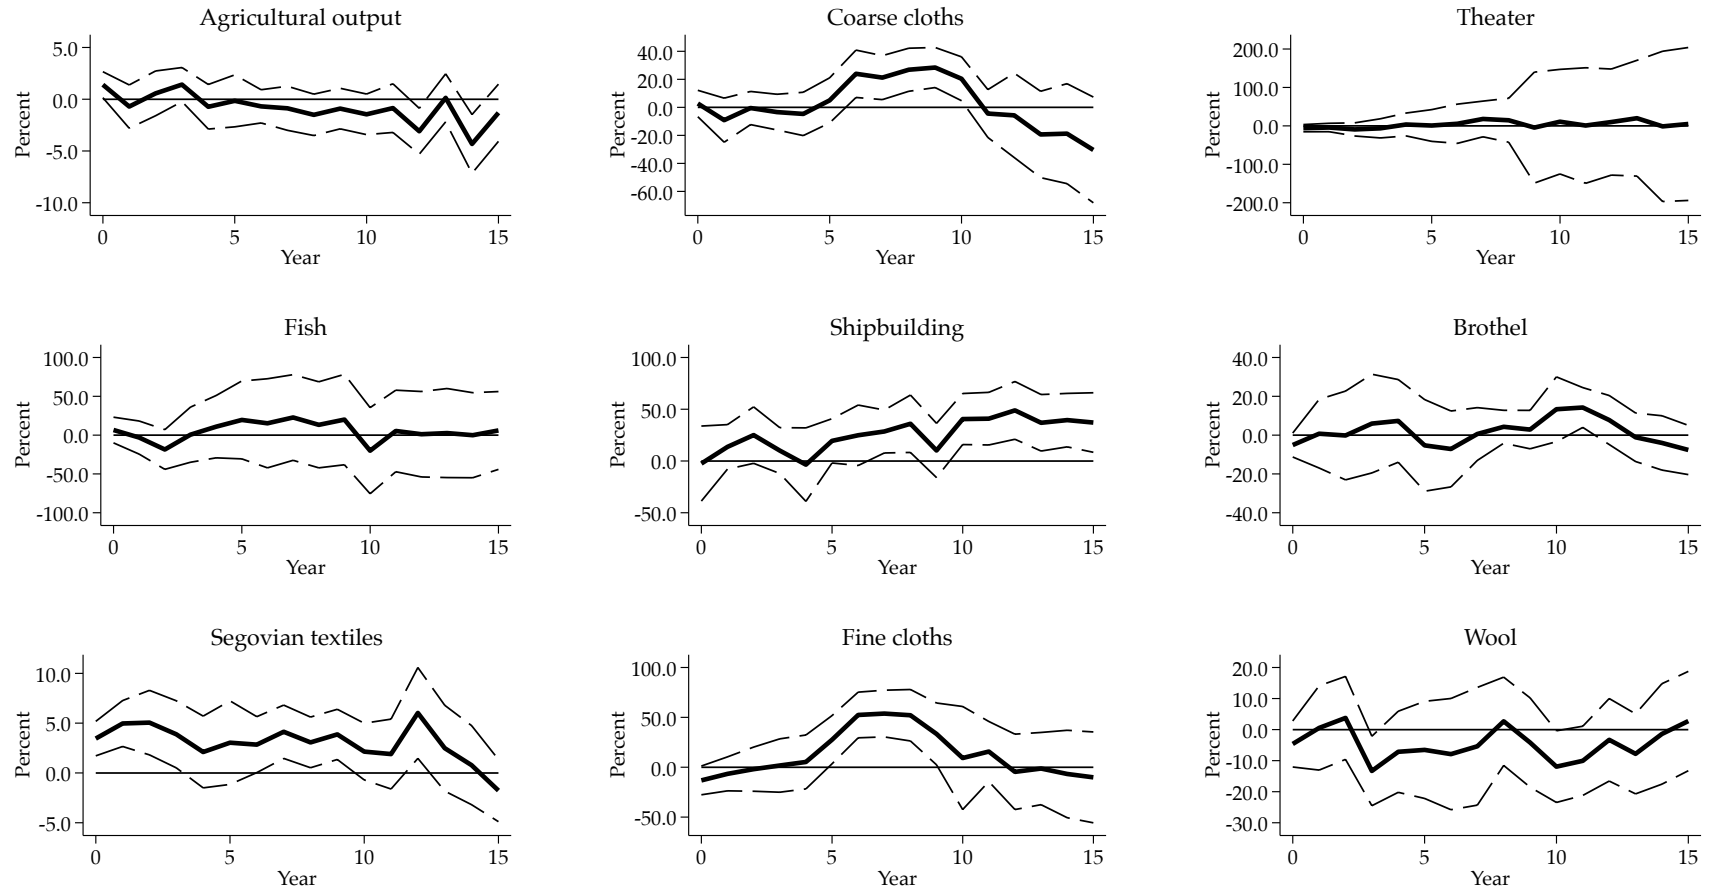 Agricultural output
Percent
5.0
0.0
-5.0
-10.0
0 5 10 15
Year
Coarse cloths
Percent
40.0
20.0
0.0
-20.0
-40.0
-60.0
0 5 10 15
Year
Theater
Percent
200.0
100.0
0.0
-100.0
-200.0
0 5 10 15
Year
Fish
Percent
100.0
50.0
0.0
-50.0
-100.0
0 5 10 15
Year
Shipbuilding
Percent
100.0
50.0
0.0
-50.0
0 5 10 15
Year
Brothel
Percent
40.0
20.0
0.0
-20.0
-40.0
0 5 10 15
Year
Segovian textiles
Percent
10.0
5.0
0.0
-5.0
0 5 10 15
Year
Fine cloths
Percent
100.0
50.0
0.0
-50.0
0 5 10 15
Year
Wool
Percent
20.0
10.0
0.0
-10.0
-20.0
-30.0
0 5 10 15
Year